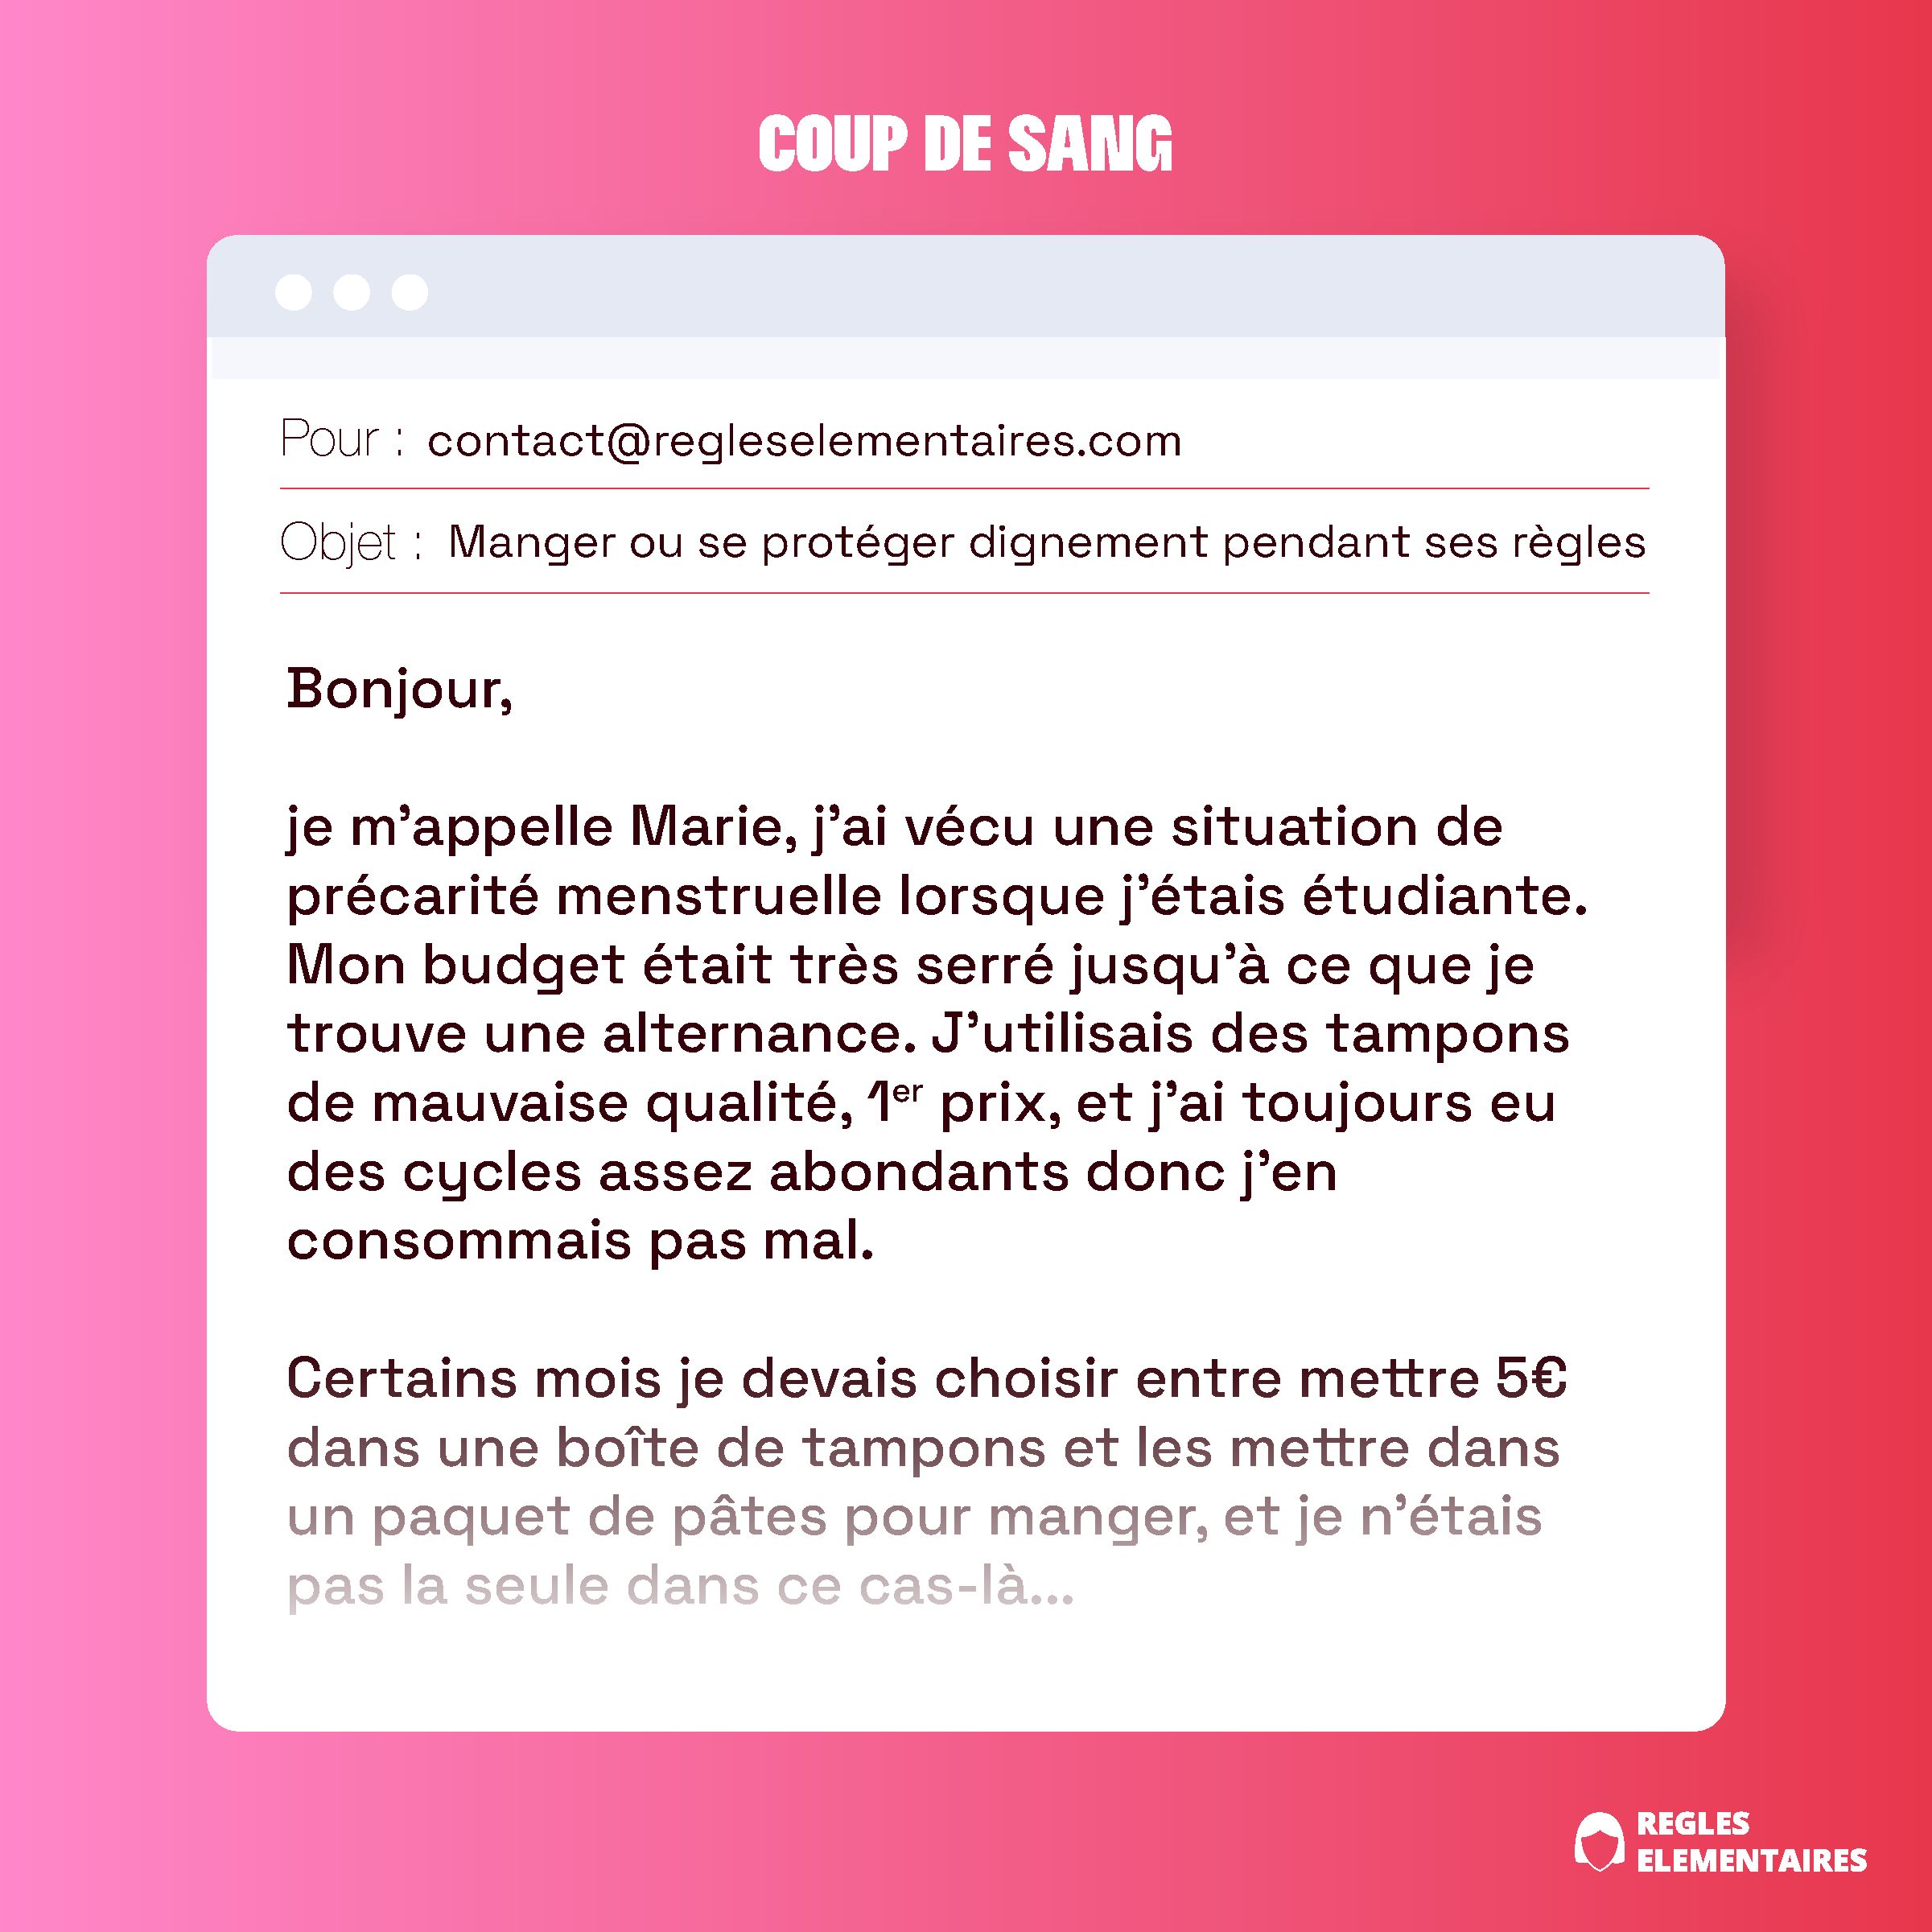 COUP DE SANG
Pour : contact@regleselementaires.com
Objet : Manger ou se protéger dignement pendant ses règles
Bonjour,
je m’appelle Marie, j’ai vécu une situation de
précarité menstruelle lorsque j’étais étudiante.
Mon budget était très serré jusqu’à ce que je
trouve une alternance. J’utilisais des tampons
de mauvaise qualité, 1er prix, et j’ai toujours eu
des cycles assez abondants donc j’en
consommais pas mal.
Certains mois je devais choisir entre mettre 5€
dans une boîte de tampons et les mettre dans
un paquet de pâtes pour manger, et je n’étais
pas la seule dans ce cas-là...
REGLES
ELEMENTAIRES